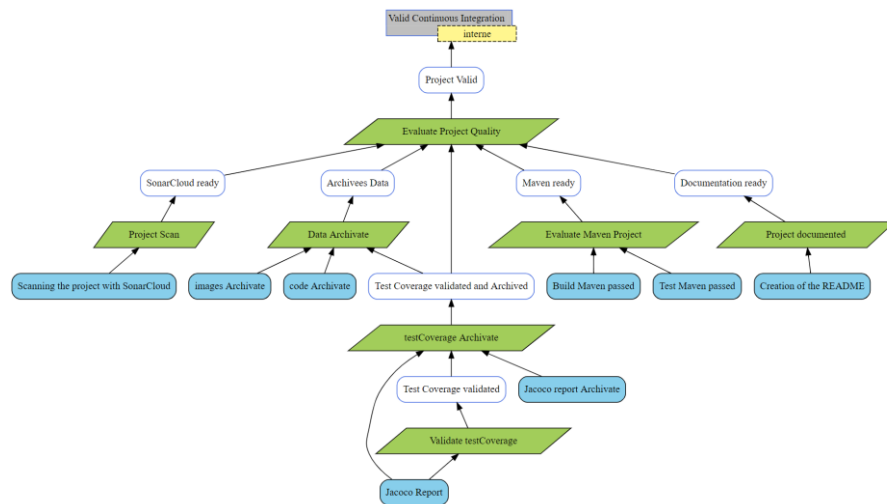 Valid Continuous Integration
interne
Project Valid
Evaluate Project Quality
SonarCloud ready
Archivees Data
Maven ready
Documentation ready
Project Scan
Data Archivate
Evaluate Maven Project
Project documented
Scanning the project with SonarCloud
images Archivate
code Archivate
Test Coverage validated and Archived
Build Maven passed
Test Maven passed
Creation of the README
testCoverage Archivate
Test Coverage validated
Jacoco report Archivate
Validate testCoverage
Jacoco Report